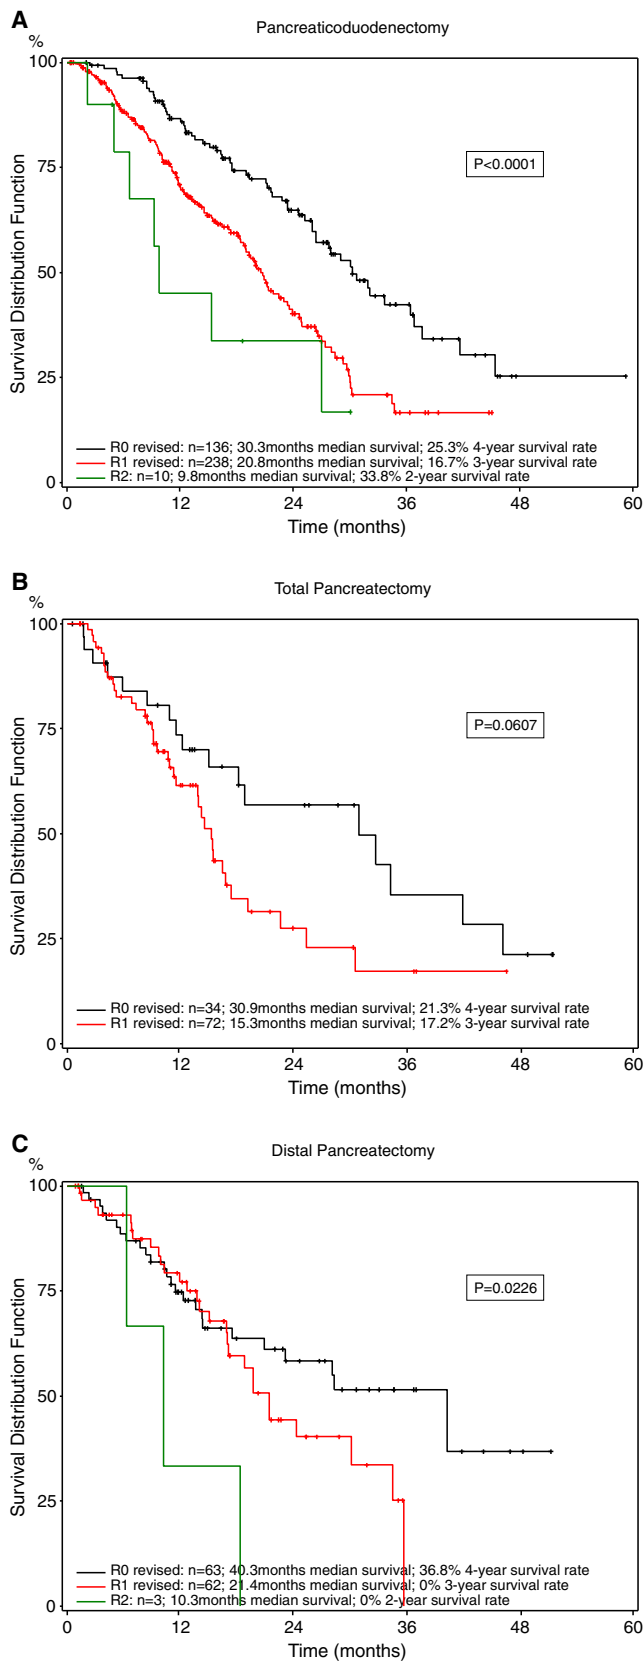 A
Pancreaticoduodenectomy
%
100
75
50
25
0
Survival Distribution Function
P<0.0001
R0 revised: n=136; 30.3months median survival; 25.3% 4-year survival rate
R1 revised: n=238; 20.8months median survival; 16.7% 3-year survival rate
R2: n=10; 9.8months median survival; 33.8% 2-year survival rate
0 12 24 36 48 60
Time (months)
B
Total Pancreatectomy
%
100
75
50
25
0
Survival Distribution Function
P=0.0607
R0 revised: n=34; 30.9months median survival; 21.3% 4-year survival rate
R1 revised: n=72; 15.3months median survival; 17.2% 3-year survival rate
0 12 24 36 48 60
Time (months)
C
Distal Pancreatectomy
%
100
75
50
25
0
Survival Distribution Function
P=0.0226
R0 revised: n=63; 40.3months median survival; 36.8% 4-year survival rate
R1 revised: n=62; 21.4months median survival; 0% 3-year survival rate
R2: n=3; 10.3months median survival; 0% 2-year survival rate
0 12 24 36 48 60
Time (months)